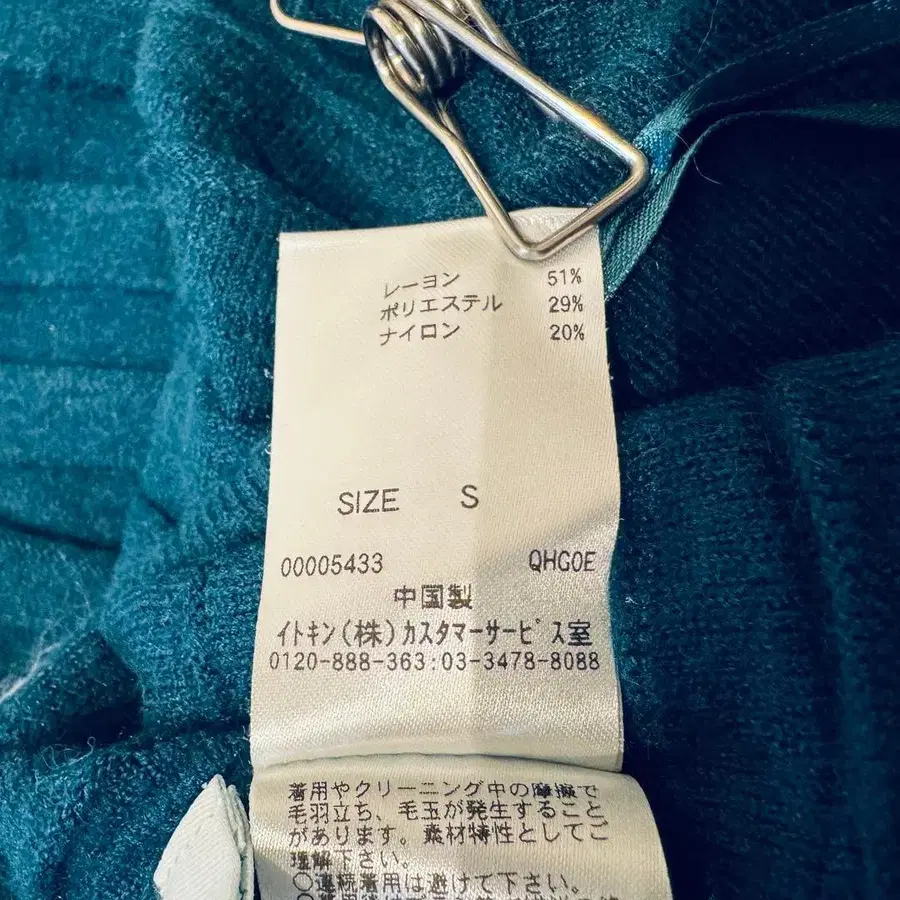 レーヨン 51%
ポリエステル 29%
ナイロン 20%
SIZE S
00005433 QHG0E
中国製
イトキン(株)カスタマーサービス室
0120-888-363:03-3478-8088
着用やクリーニング中の摩擦で
毛羽立ち、毛玉が発生すること
があります。素材特性としてご
理解下さい。
○連続着用は避けて下さい。